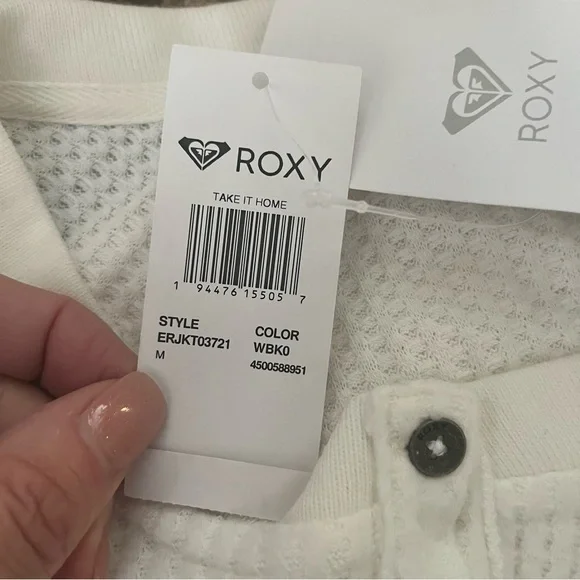 ROXY
ROXY
TAKE IT HOME
1 94476 15505 7
STYLE
ERJKT03721
M
COLOR
WBK0
4500588951